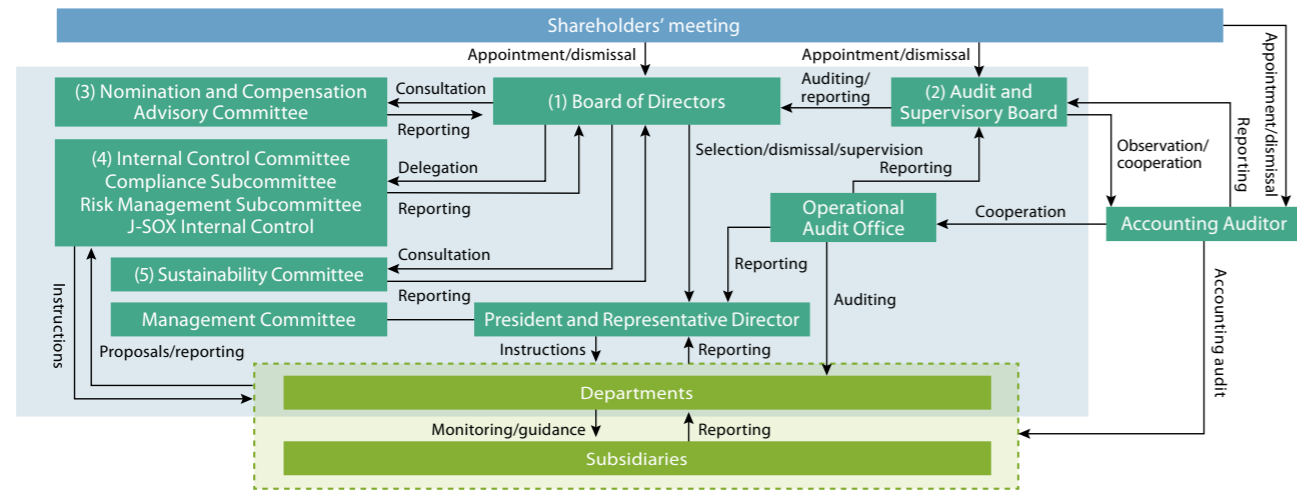 Shareholders' meeting
Appointment/dismissal
Appointment/dismissal
Appointment/dismissal
(3) Nomination and Compensation
Advisory Committee
Consultation
Reporting
(1) Board of Directors
Auditing/
reporting
(2) Audit and
Supervisory Board
Observation/
cooperation
Reporting
(4) Internal Control Committee
Compliance Subcommittee
Risk Management Subcommittee
J-SOX Internal Control
Delegation
Reporting
Selection/dismissal/supervision
Reporting
Operational
Audit Office
Cooperation
Accounting Auditor
(5) Sustainability Committee
Consultation
Reporting
Reporting
Auditing
Accounting audit
Management Committee
President and Representative Director
Instructions
Proposals/reporting
Instructions
Reporting
Departments
Monitoring/guidance
Reporting
Subsidiaries